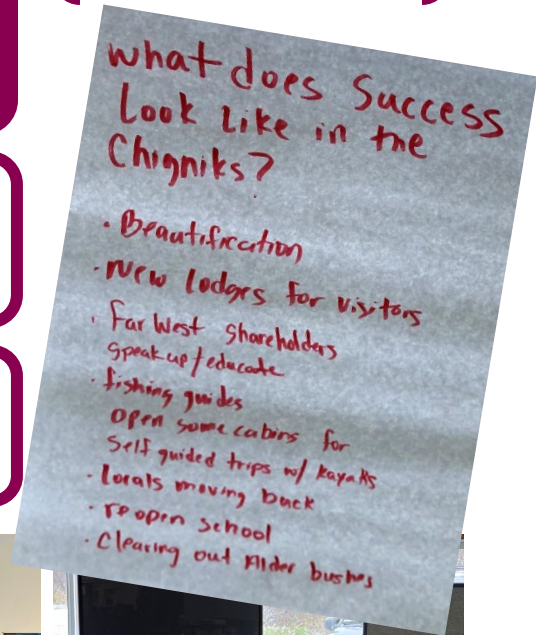 what does Success
Look Like in the
Chigniks?
· Beautification
· New lodges for visitors
· Far West Shareholders
speak up / educate
· fishing guides
open some cabins for
Self guided trips w/ kayaks
· locals moving back
· reopen school
· Clearing out Alder bushes